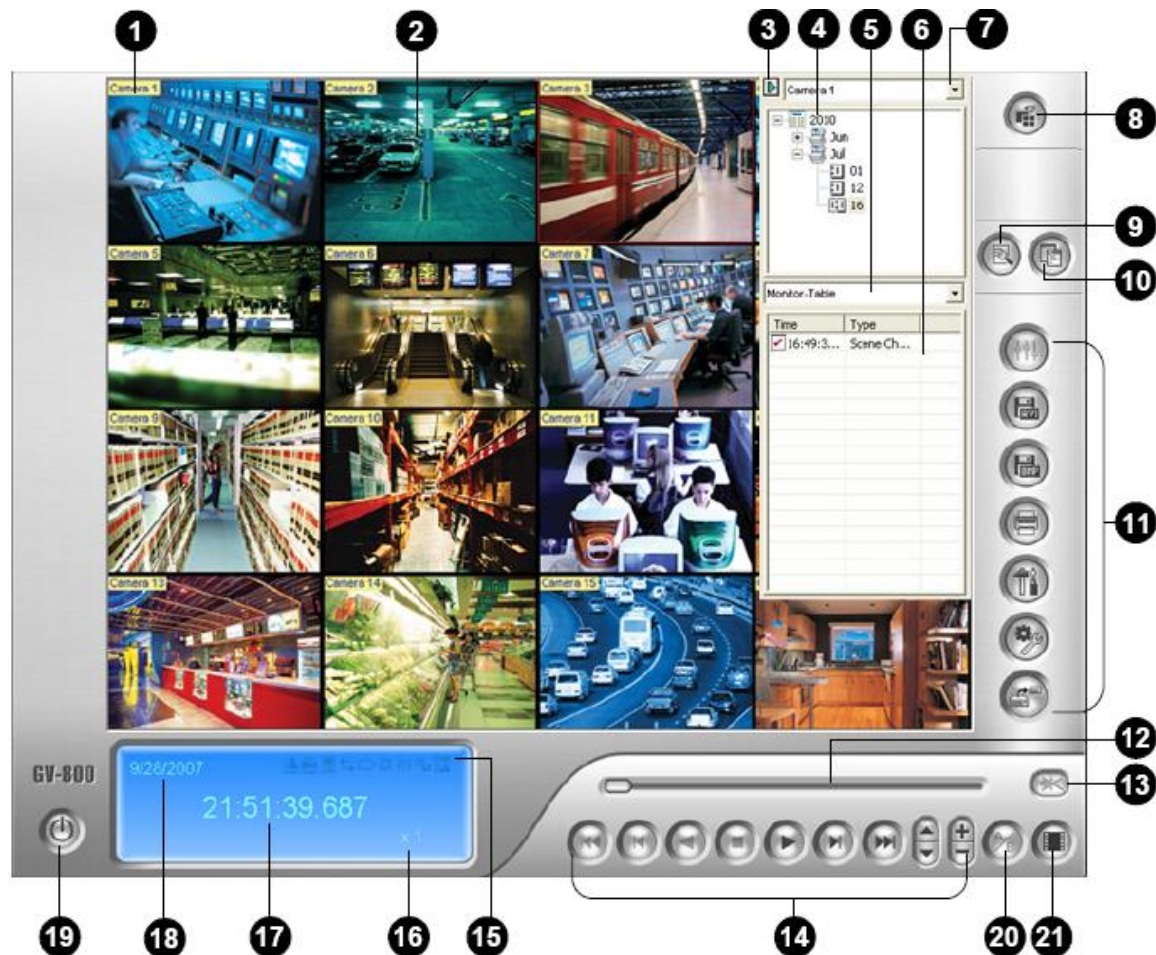 1
2
3
4
5
6
7
Camera 1
Camera 2
Camera 3
Camera 1
2010
Jun
Jul
01
12
16
8
9
10
Camera 5
Camera 6
Camera 7
Monitor-Table
Time Type
16:49:3... Scene Ch...
11
Camera 9
Camera 10
Camera 11
Camera 13
Camera 14
Camera 15
12
13
GV-800
9/28/2007
21:51:39.687
x 1
A/B
19
18
17
16
15
14
20
21